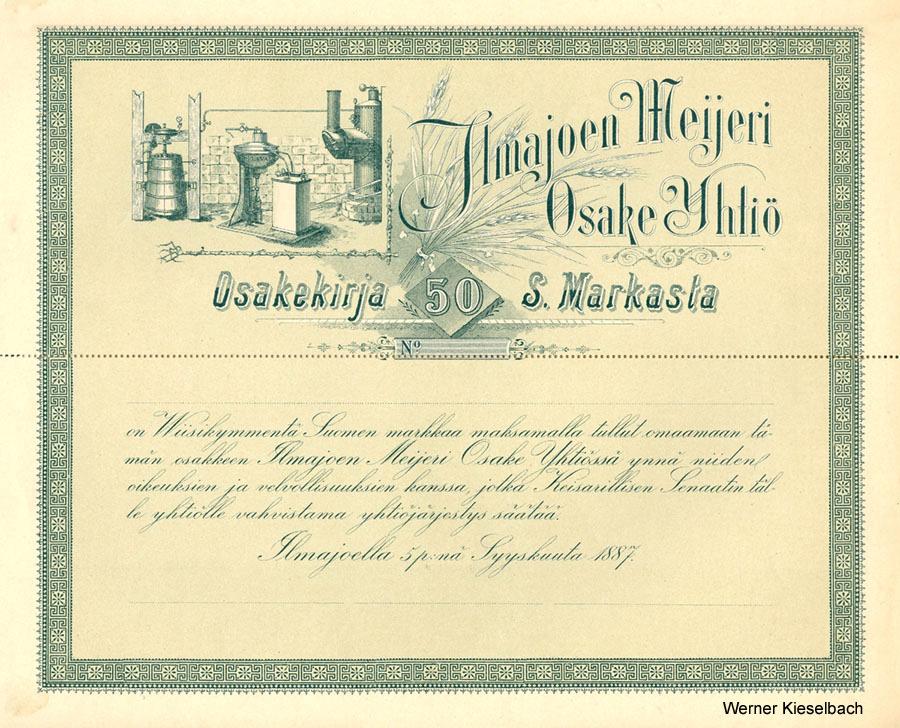 Ilmajoen Meijeri
Osake Yhtiö
Osakekirja 50 S. Markasta
No
on Wiisikymmentä Suomen markkaa maksamalla tullut omaamaan tä-
män osakkeen Ilmajoen Meijeri Osake Yhtiössä ynnä niiden
oikeuksien ja velvollisuuksien kanssa, jotka Keisarillisen Senaatin täl-
le yhtiölle vahvistama yhtiöjärjestys säätää.
Ilmajoella 5 p:nä Syyskuuta 1887.
Werner Kieselbach